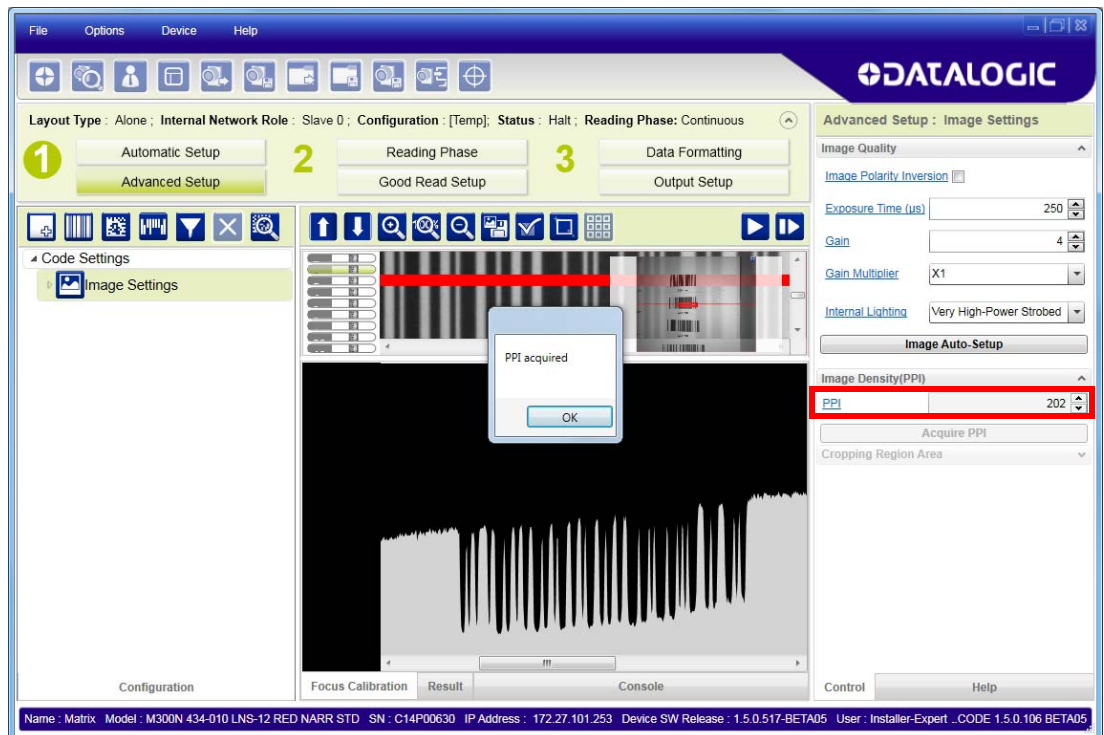 File Options Device Help
DATALOGIC
Layout Type : Alone ; Internal Network Role : Slave 0 ; Configuration : [Temp]; Status : Halt ; Reading Phase: Continuous
1 Automatic Setup 2 Reading Phase 3 Data Formatting
Advanced Setup Good Read Setup Output Setup
Code Settings
Image Settings
100%
PPI acquired
OK
Configuration
Focus Calibration Result Console
Advanced Setup : Image Settings
Image Quality
Image Polarity Inversion
Exposure Time (µs) 250
Gain 4
Gain Multiplier X1
Internal Lighting Very High-Power Strobed
Image Auto-Setup
Image Density(PPI)
PPI 202
Acquire PPI
Cropping Region Area
Control Help
Name : Matrix Model : M300N 434-010 LNS-12 RED NARR STD SN : C14P00630 IP Address : 172.27.101.253 Device SW Release : 1.5.0.517-BETA05 User : Installer-Expert ..CODE 1.5.0.106 BETA05